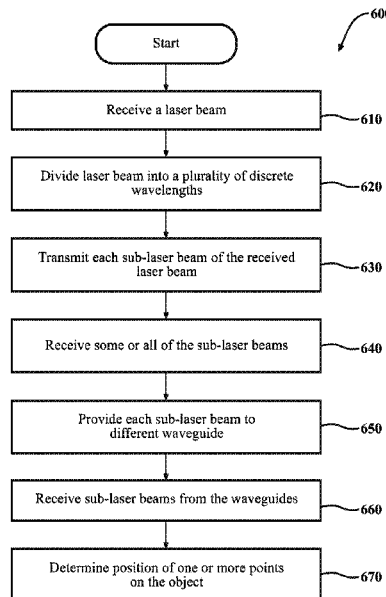 600
Start
Receive a laser beam
610
Divide laser beam into a plurality of discrete
wavelengths
620
Transmit each sub-laser beam of the received
laser beam
630
Receive some or all of the sub-laser beams
640
Provide each sub-laser beam to
different waveguide
650
Receive sub-laser beams from the waveguides
660
Determine position of one or more points
on the object
670